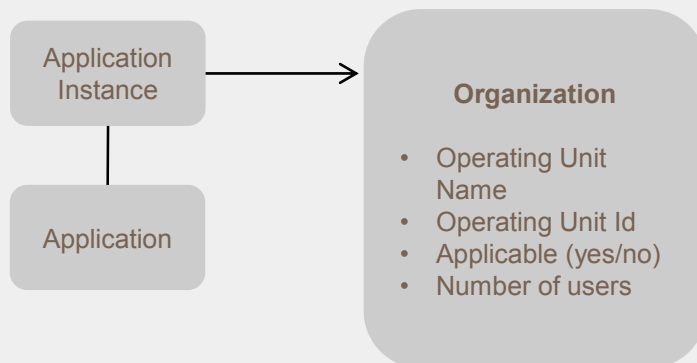 Application
Instance
Application
Organization
• Operating Unit
Name
• Operating Unit Id
• Applicable (yes/no)
• Number of users